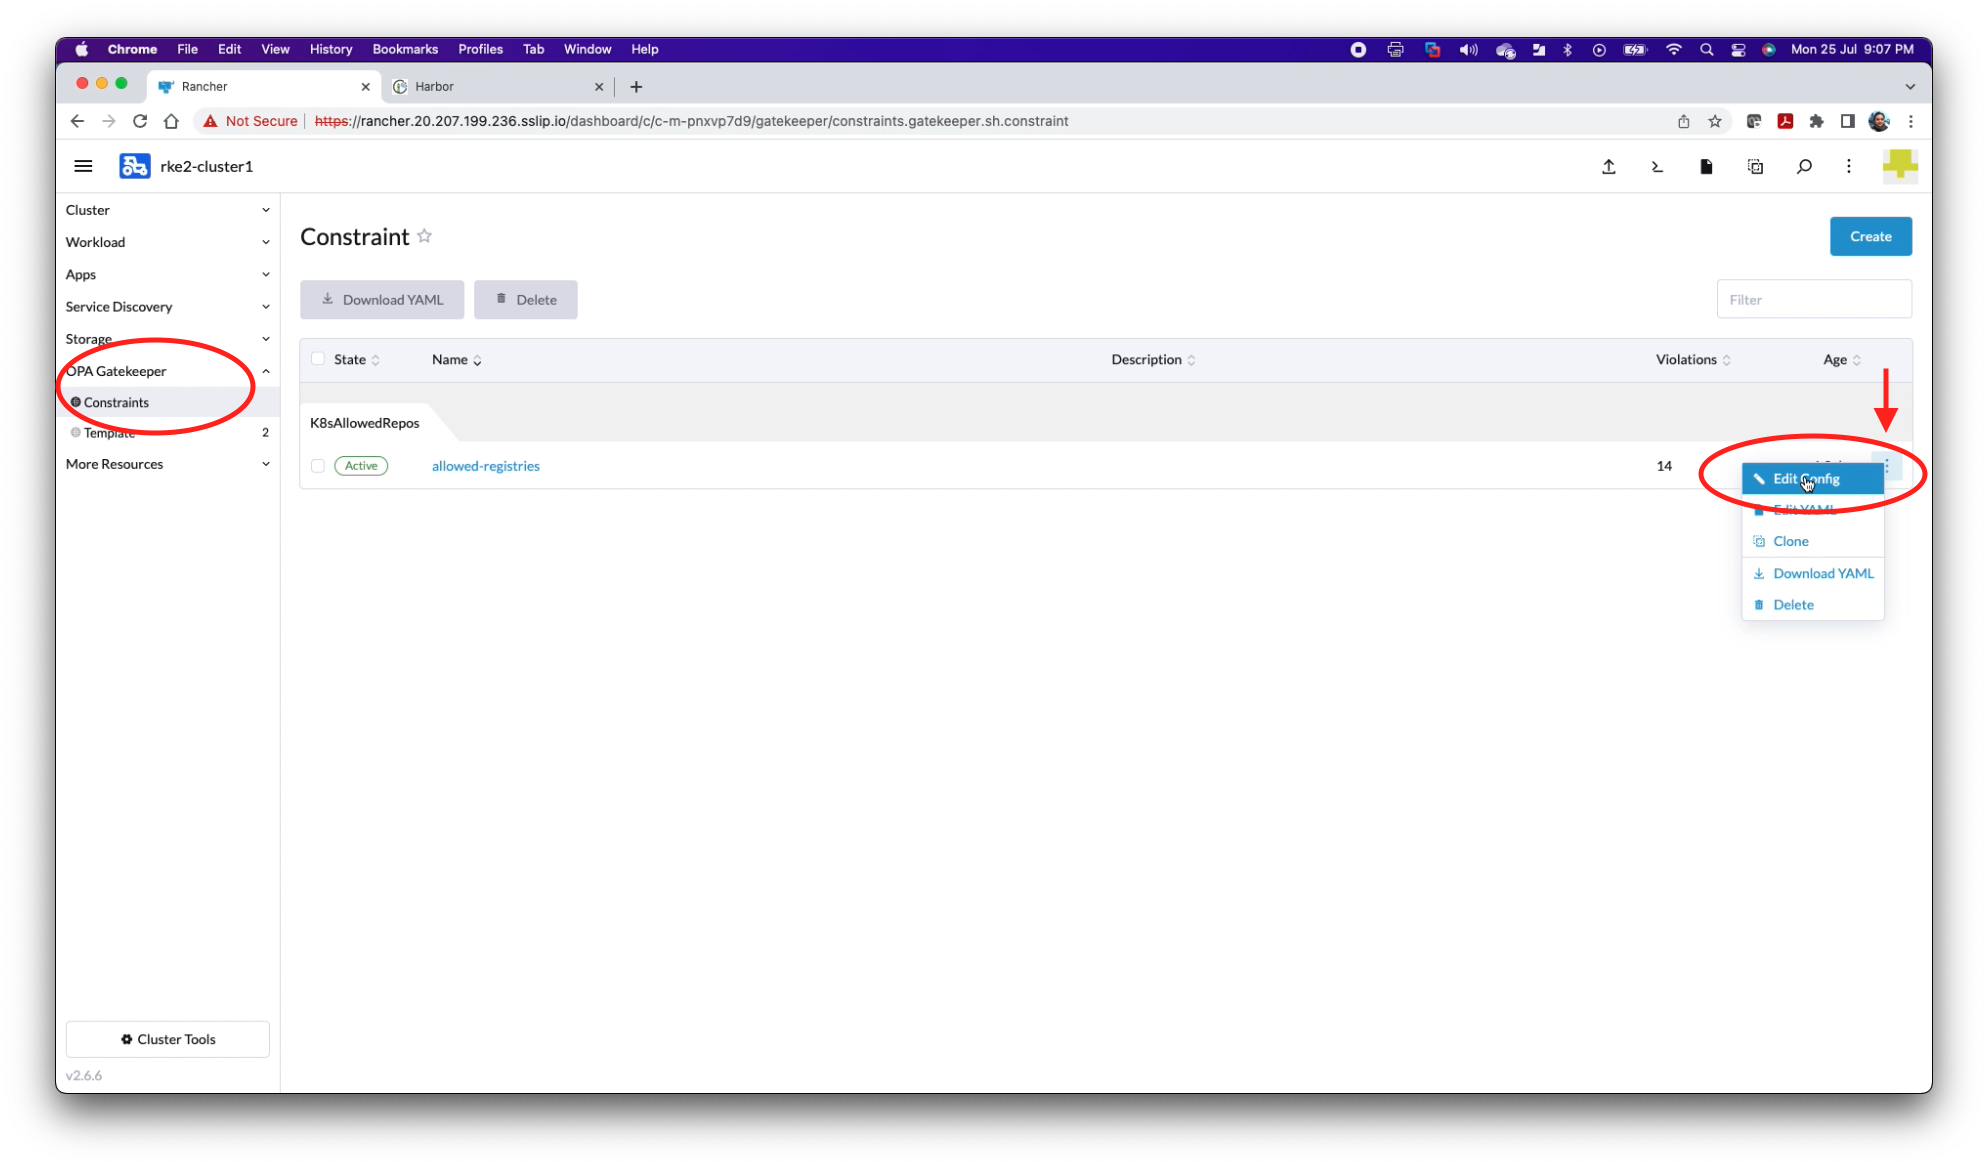 Chrome File Edit View History Bookmarks Profiles Tab Window Help Mon 25 Jul 9:07 PM
Rancher Harbor
Not Secure https://rancher.20.207.199.236.sslip.io/dashboard/c/c-m-pnxvp7d9/gatekeeper/constraints.gatekeeper.sh.constraint
rke2-cluster1
Cluster
Workload
Apps
Service Discovery
Storage
OPA Gatekeeper
Constraints
Template 2
More Resources
Cluster Tools
v2.6.6
Constraint
Create
Download YAML Delete
Filter
State Name Description Violations Age
K8sAllowedRepos
Active allowed-registries 14
Edit Config
Edit YAML
Clone
Download YAML
Delete